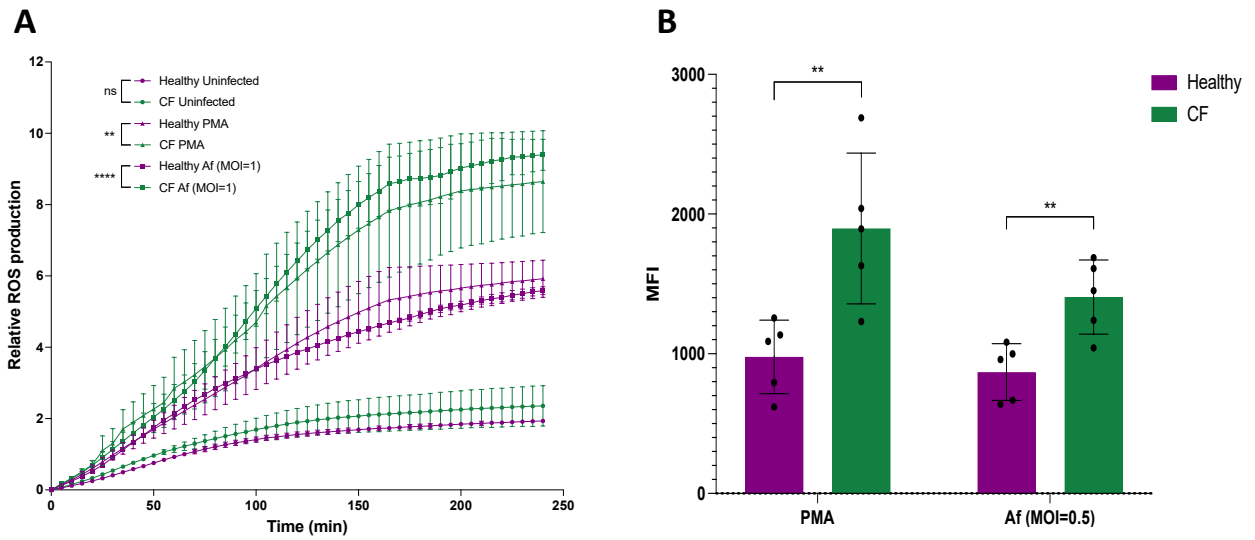 A
Relative ROS production
12
10
8
6
4
2
0
0 50 100 150 200 250
Time (min)
ns
Healthy Uninfected
CF Uninfected
**
Healthy PMA
CF PMA
****
Healthy Af (MOI=1)
CF Af (MOI=1)
B
MFI
3000
2000
1000
0
**
**
PMA Af (MOI=0.5)
Healthy
CF